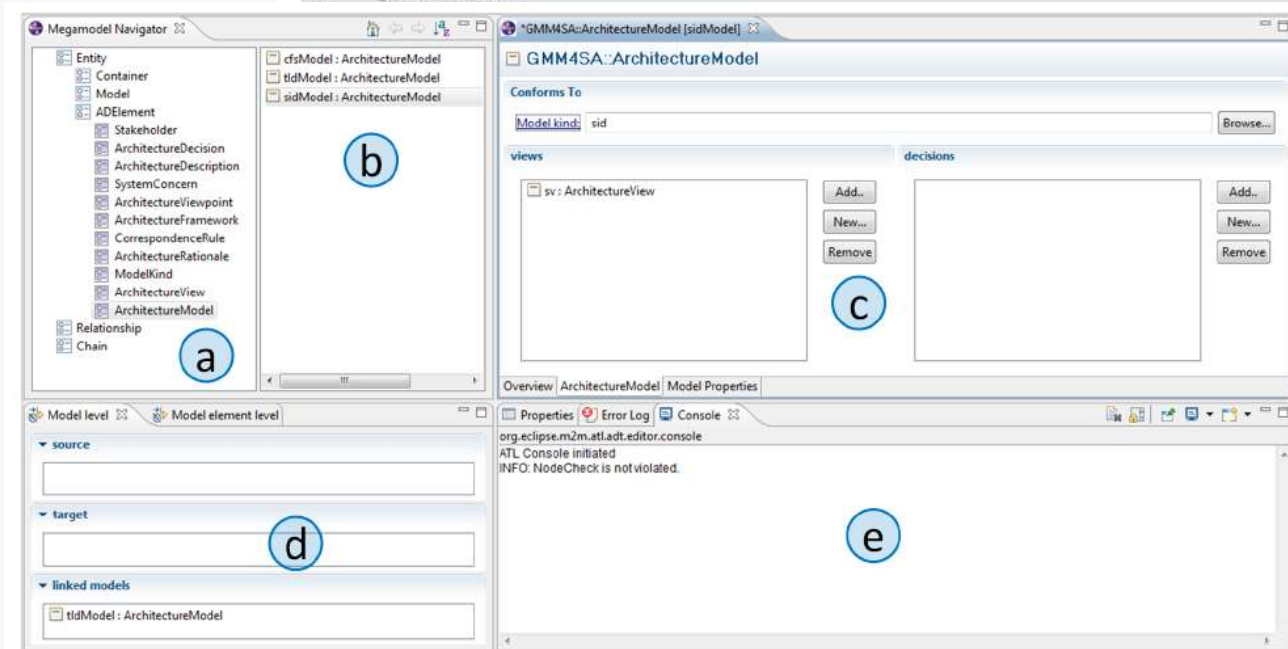 Megamodel Navigator
Entity
Container
Model
ADElement
Stakeholder
ArchitectureDecision
ArchitectureDescription
SystemConcern
ArchitectureViewpoint
ArchitectureFramework
CorrespondenceRule
ArchitectureRationale
ModelKind
ArchitectureView
ArchitectureModel
Relationship
Chain
a
cfsModel : ArchitectureModel
tldModel : ArchitectureModel
sidModel : ArchitectureModel
b
*GMM4SA::ArchitectureModel [sidModel]
GMM4SA::ArchitectureModel
Conforms To
Model kind: sid Browse...
views
decisions
sv : ArchitectureView
Add..
New...
Remove
Add..
New...
Remove
c
Overview ArchitectureModel Model Properties
Model level Model element level
source
target
d
linked models
tldModel : ArchitectureModel
Properties Error Log Console
org.eclipse.m2m.atl.adt.editor.console
ATL Console initiated
INFO: NodeCheck is not violated.
e